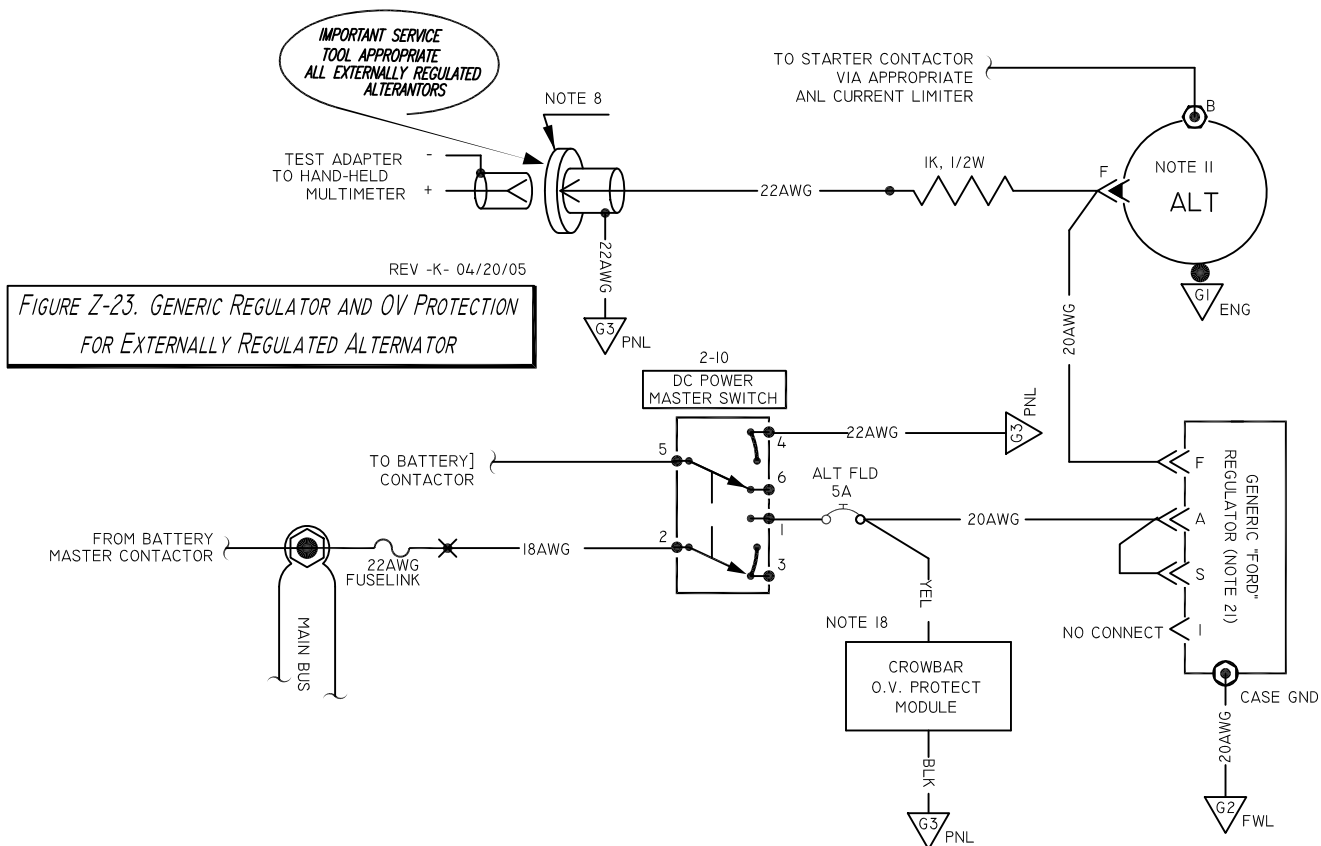 IMPORTANT SERVICE
TOOL APPROPRIATE
ALL EXTERNALLY REGULATED
ALTERANTORS
NOTE 8
TO STARTER CONTACTOR
VIA APPROPRIATE
ANL CURRENT LIMITER
B
TEST ADAPTER
TO HAND-HELD
MULTIMETER
-
+
22AWG
1K, 1/2W
F
NOTE 11
ALT
22AWG
G3
PNL
20AWG
G1
ENG
REV -K- 04/20/05
FIGURE Z-23. GENERIC REGULATOR AND OV PROTECTION
FOR EXTERNALLY REGULATED ALTERNATOR
2-10
DC POWER
MASTER SWITCH
4
22AWG
G3
PNL
5
TO BATTERY]
CONTACTOR
6
ALT FLD
5A
1
20AWG
F
A
S
I
GENERIC "FORD"
REGULATOR (NOTE 21)
FROM BATTERY
MASTER CONTACTOR
22AWG
FUSELINK
18AWG
2
3
MAIN BUS
YEL
NOTE 18
NO CONNECT
CROWBAR
O.V. PROTECT
MODULE
CASE GND
BLK
20AWG
G3
PNL
G2
FWL